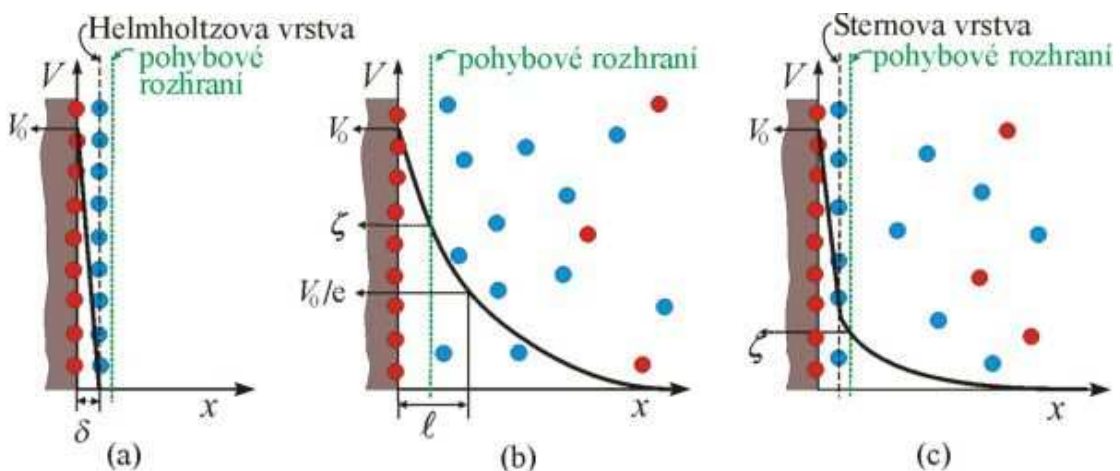 Helmholtzova vrstva
pohybové
rozhraní
V
V₀
x
δ
(a)
pohybové rozhraní
V
V₀
ζ
V₀/e
ℓ
x
(b)
Sternova vrstva
pohybové rozhraní
V
V₀
ζ
x
(c)